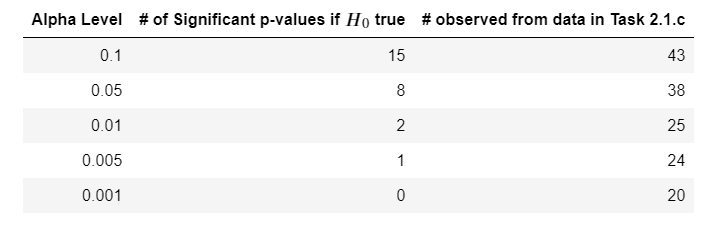 Alpha Level # of Significant p-values if H₀ true # observed from data in Task 2.1.c
0.1 15 43
0.05 8 38
0.01 2 25
0.005 1 24
0.001 0 20